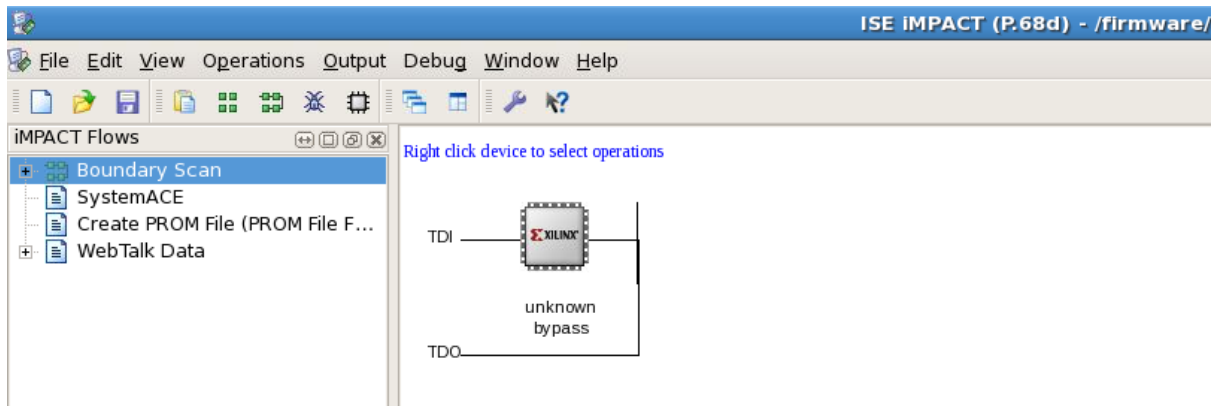 ISE iMPACT (P.68d) - /firmware/
File Edit View Operations Output Debug Window Help
iMPACT Flows
Boundary Scan
SystemACE
Create PROM File (PROM File F...
WebTalk Data
Right click device to select operations
TDI
XILINX
unknown
bypass
TDO